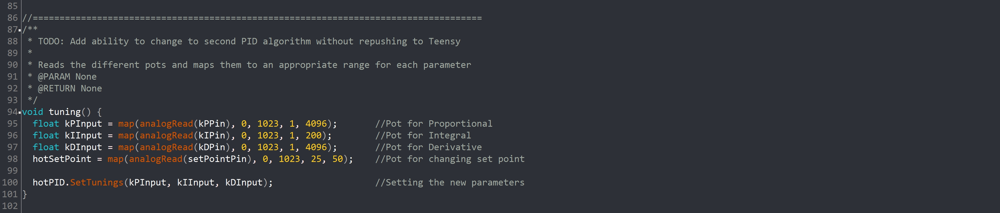 85
86 //====================================================================================
87 /**
88 * TODO: Add ability to change to second PID algorithm without repushing to Teensy
89 *
90 * Reads the different pots and maps them to an appropriate range for each parameter
91 * @PARAM None
92 * @RETURN None
93 */
94 void tuning() {
95 float kPInput = map(analogRead(kPPin), 0, 1023, 1, 4096); //Pot for Proportional
96 float kIInput = map(analogRead(kIPin), 0, 1023, 1, 200); //Pot for Integral
97 float kDInput = map(analogRead(kDPin), 0, 1023, 1, 4096); //Pot for Derivative
98 hotSetPoint = map(analogRead(setPointPin), 0, 1023, 25, 50); //Pot for changing set point
99
100 hotPID.SetTunings(kPInput, kIInput, kDInput); //Setting the new parameters
101 }
102